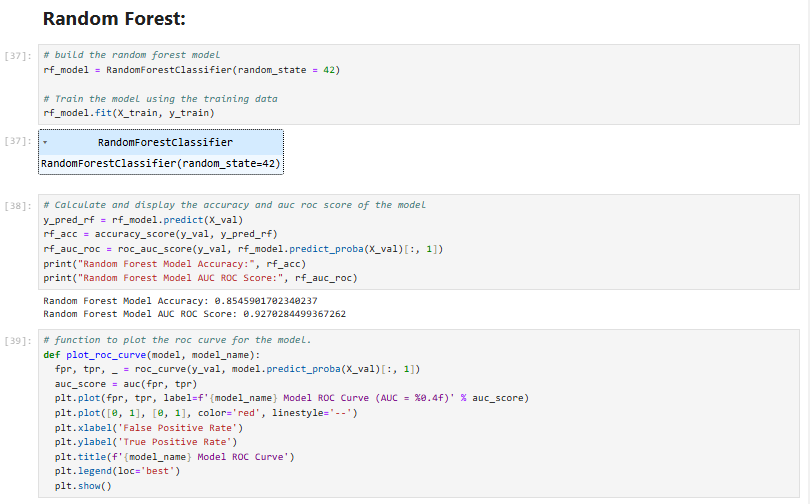 Random Forest:
[37]: # build the random forest model
rf_model = RandomForestClassifier(random_state = 42)
# Train the model using the training data
rf_model.fit(X_train, y_train)
[37]: RandomForestClassifier
RandomForestClassifier(random_state=42)
[38]: # Calculate and display the accuracy and auc roc score of the model
y_pred_rf = rf_model.predict(X_val)
rf_acc = accuracy_score(y_val, y_pred_rf)
rf_auc_roc = roc_auc_score(y_val, rf_model.predict_proba(X_val)[:, 1])
print("Random Forest Model Accuracy:", rf_acc)
print("Random Forest Model AUC ROC Score:", rf_auc_roc)
Random Forest Model Accuracy: 0.8545901702340237
Random Forest Model AUC ROC Score: 0.9270284499367262
[39]: # function to plot the roc curve for the model.
def plot_roc_curve(model, model_name):
  fpr, tpr, _ = roc_curve(y_val, model.predict_proba(X_val)[:, 1])
  auc_score = auc(fpr, tpr)
  plt.plot(fpr, tpr, label=f'{model_name} Model ROC Curve (AUC = %0.4f)' % auc_score)
  plt.plot([0, 1], [0, 1], color='red', linestyle='--')
  plt.xlabel('False Positive Rate')
  plt.ylabel('True Positive Rate')
  plt.title(f'{model_name} Model ROC Curve')
  plt.legend(loc='best')
  plt.show()